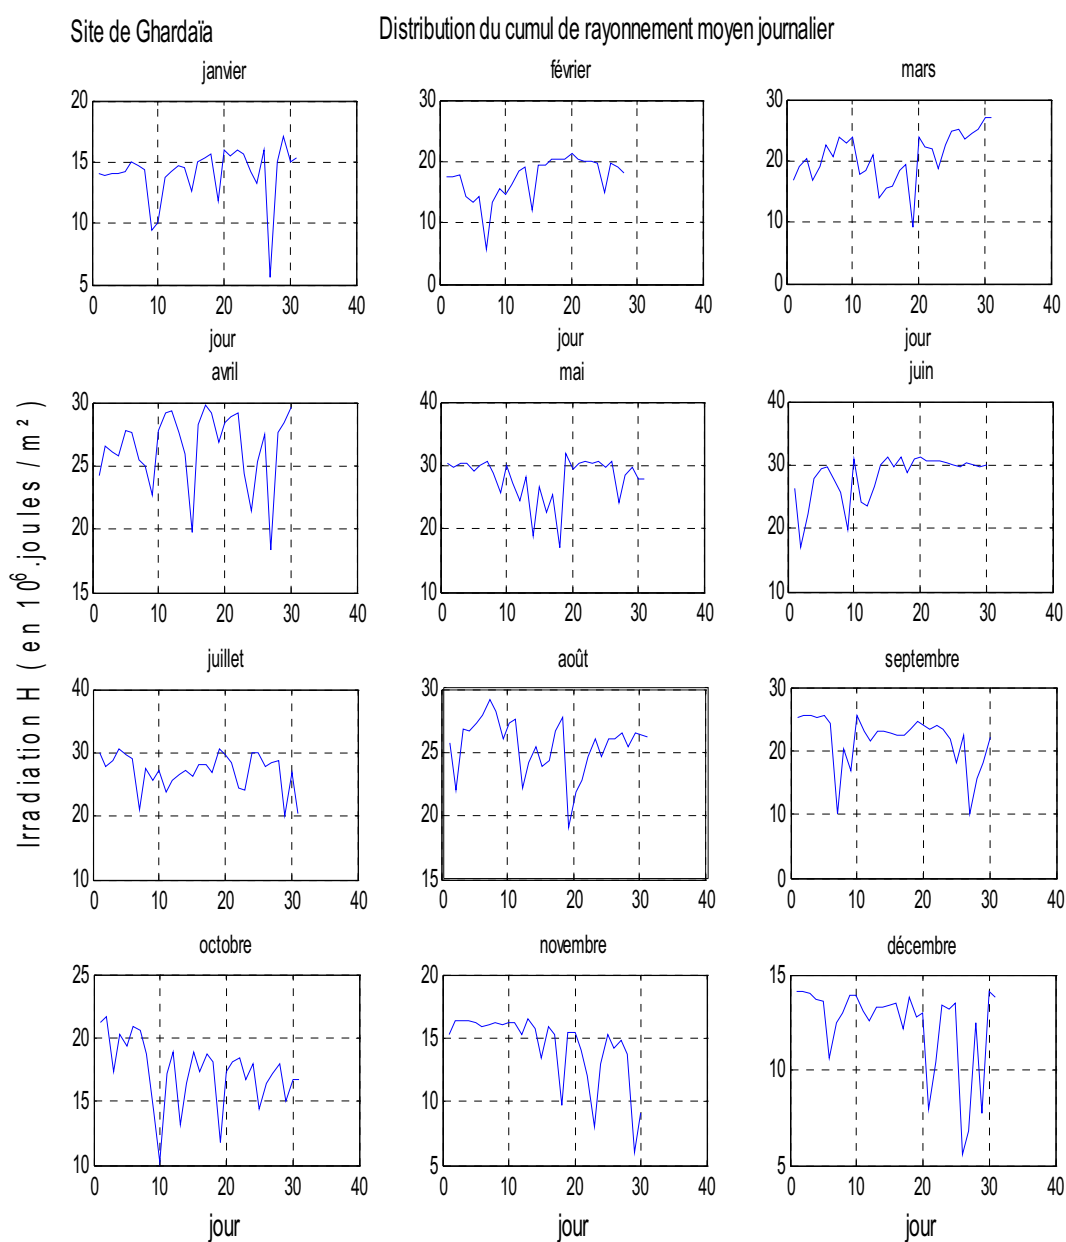 Site de Ghardaïa
Distribution du cumul de rayonnement moyen journalier
Irradiation H ( en 10⁶.joules / m² )
janvier
20
15
10
5
0 10 20 30 40
jour
février
30
20
10
0
0 10 20 30 40
jour
mars
30
20
10
0
0 10 20 30 40
jour
avril
30
25
20
15
0 10 20 30 40
mai
40
30
20
10
0 10 20 30 40
juin
40
30
20
10
0 10 20 30 40
juillet
40
30
20
10
0 10 20 30 40
août
30
25
20
15
0 10 20 30 40
septembre
30
20
10
0
0 10 20 30 40
octobre
25
20
15
10
0 10 20 30 40
jour
novembre
20
15
10
5
0 10 20 30 40
jour
décembre
15
10
5
0 10 20 30 40
jour